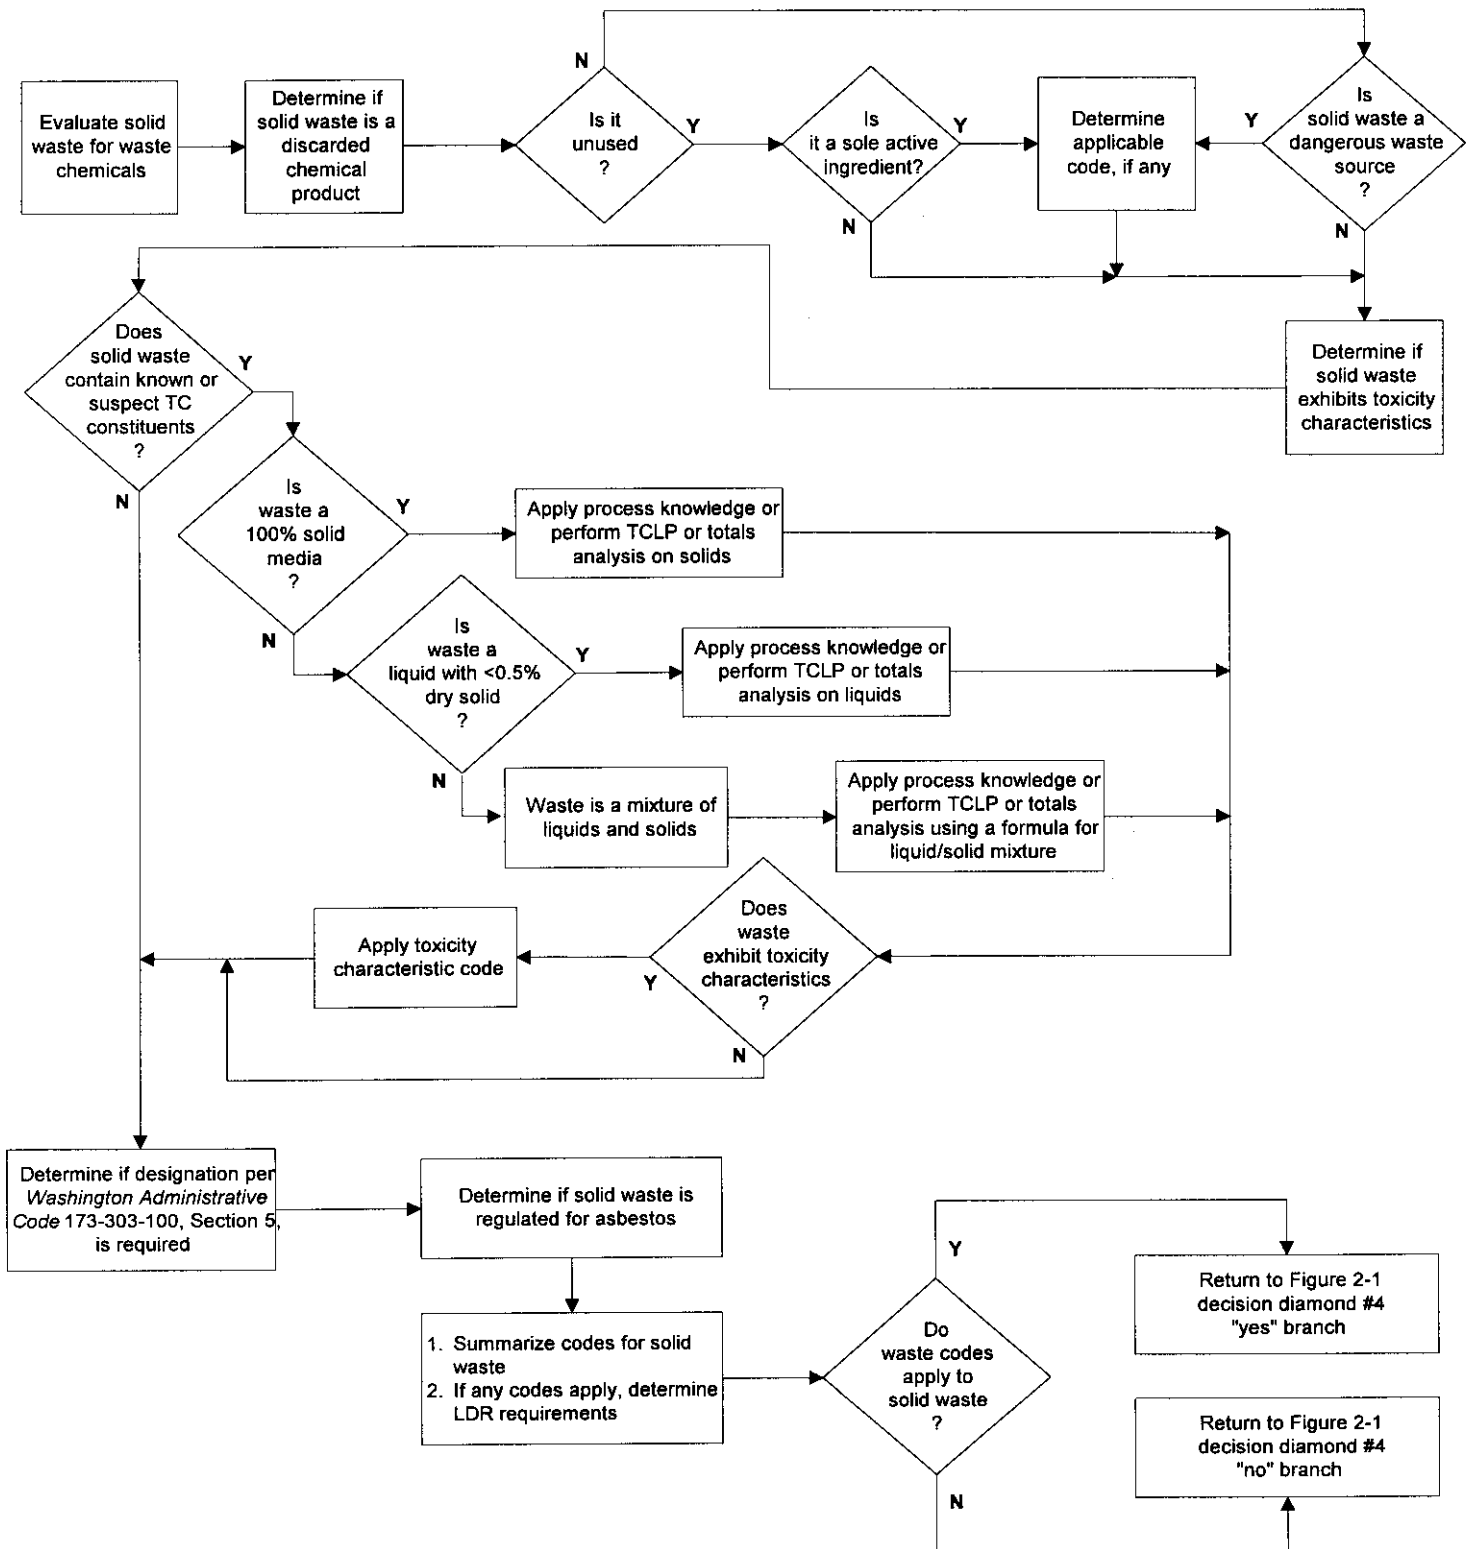 Evaluate solid
waste for waste
chemicals
Determine if
solid waste is a
discarded
chemical
product
N
Is it
unused
?
Y
Is
it a sole active
ingredient?
Y
N
Determine
applicable
code, if any
Y
Is
solid waste a
dangerous waste
source
?
N
Determine if
solid waste
exhibits toxicity
characteristics
Does
solid waste
contain known or
suspect TC
constituents
?
Y
N
Is
waste a
100% solid
media
?
Y
N
Apply process knowledge or
perform TCLP or totals
analysis on solids
Is
waste a
liquid with <0.5%
dry solid
?
Y
N
Apply process knowledge or
perform TCLP or totals
analysis on liquids
Waste is a mixture of
liquids and solids
Apply process knowledge or
perform TCLP or totals
analysis using a formula for
liquid/solid mixture
Does
waste
exhibit toxicity
characteristics
?
Y
N
Apply toxicity
characteristic code
Determine if designation per
Washington Administrative
Code 173-303-100, Section 5,
is required
Determine if solid waste is
regulated for asbestos
1. Summarize codes for solid
waste
2. If any codes apply, determine
LDR requirements
Do
waste codes
apply to
solid waste
?
Y
N
Return to Figure 2-1
decision diamond #4
"yes" branch
Return to Figure 2-1
decision diamond #4
"no" branch